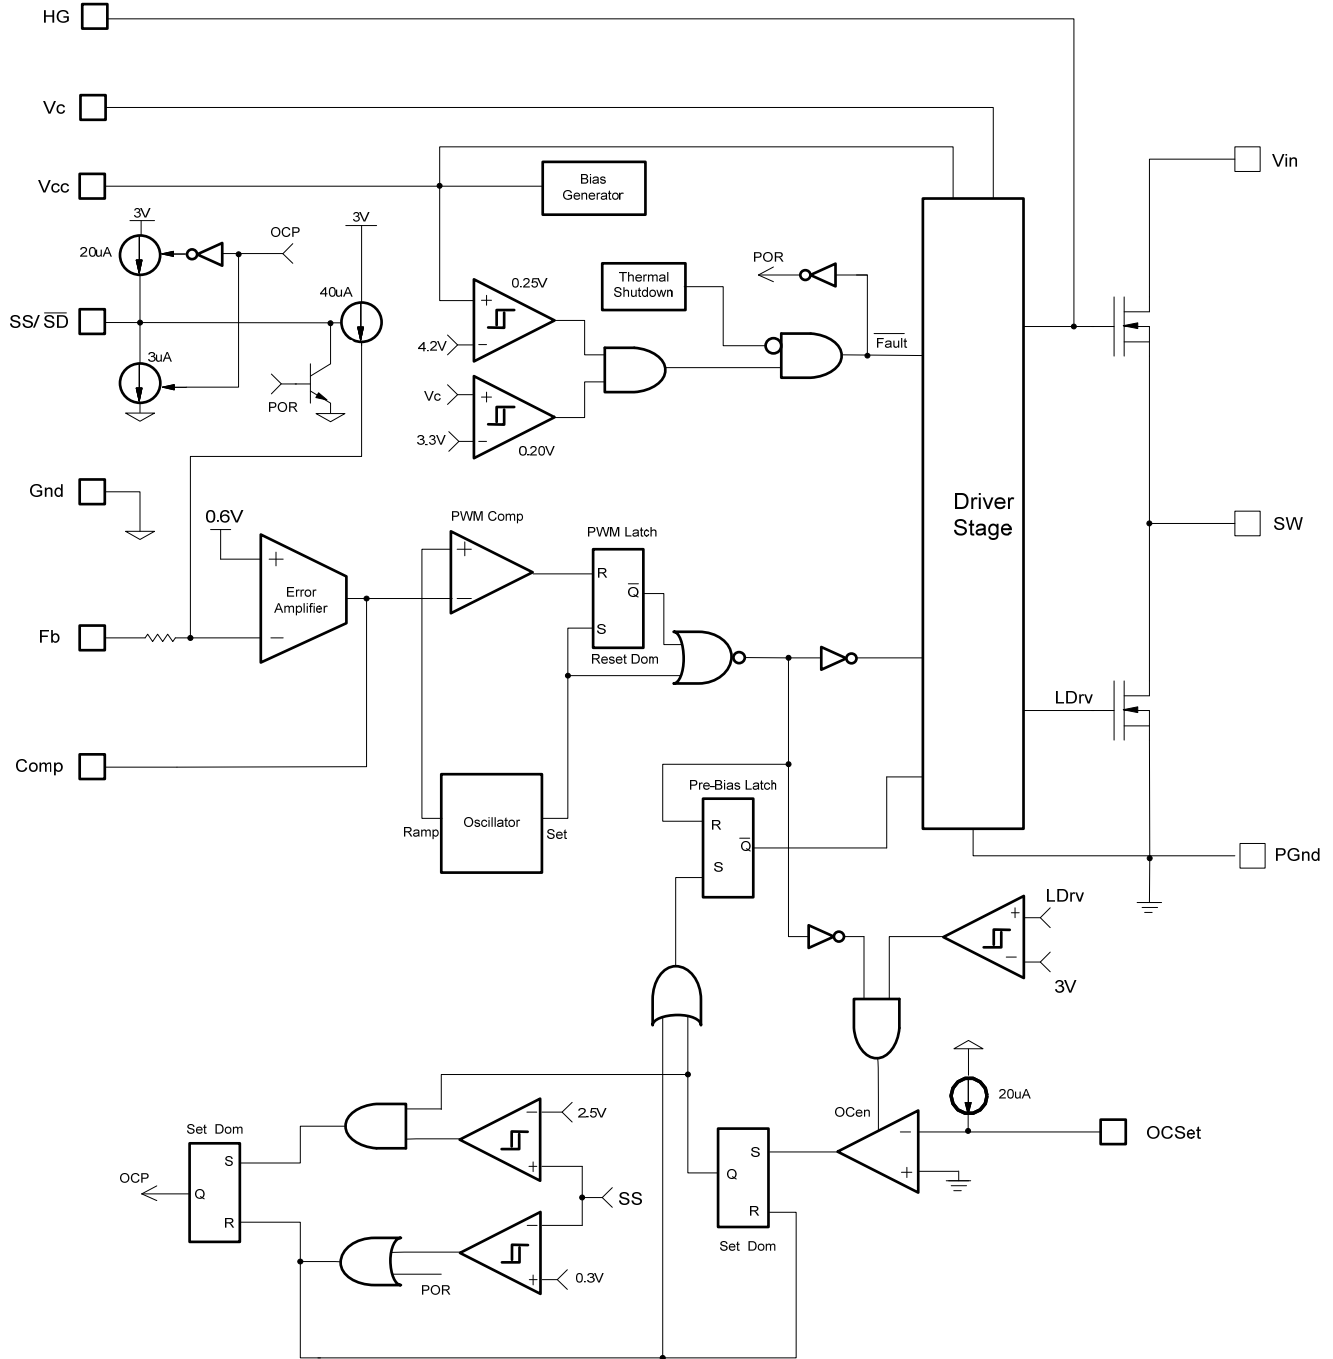 HG
Vc
Vin
Vcc
Bias
Generator
3V
3V
OCP
20uA
40uA
SS/ SD
3uA
POR
0.25V
4.2V
Vc
3.3V
0.20V
Thermal
Shutdown
POR
Fault
Driver
Stage
Gnd
0.6V
+
Error
Amplifier
−
PWM Comp
+
−
PWM Latch
R
Q
S
Reset Dom
SW
Fb
LDrv
Comp
Ramp
Oscillator
Set
Pre-Bias Latch
R
Q
S
PGnd
+
LDrv
−
3V
20uA
OCen
−
OCSet
+
−
2.5V
+
SS
−
+
0.3V
Set Dom
S
OCP
Q
R
POR
S
Q
R
Set Dom
+
−
+
−